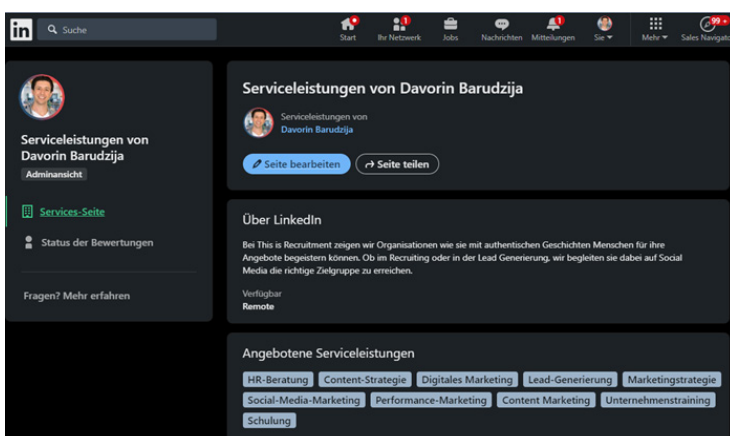 in
Suche
Start
1
Ihr Netzwerk
Jobs
Nachrichten
1
Mitteilungen
Sie
Mehr
99 +
Sales Navigato
Serviceleistungen von
Davorin Barudzija
Adminansicht
Services-Seite
Status der Bewertungen
Fragen? Mehr erfahren
Serviceleistungen von Davorin Barudzija
Serviceleistungen von
Davorin Barudzija
Seite bearbeiten
Seite teilen
Über LinkedIn
Bei This is Recruitment zeigen wir Organisationen wie sie mit authentischen Geschichten Menschen für ihre
Angebote begeistern können. Ob im Recruiting oder in der Lead Generierung, wir begleiten sie dabei auf Social
Media die richtige Zielgruppe zu erreichen.
Verfügbar
Remote
Angebotene Serviceleistungen
HR-Beratung Content-Strategie Digitales Marketing Lead-Generierung Marketingstrategie
Social-Media-Marketing Performance-Marketing Content Marketing Unternehmenstraining
Schulung